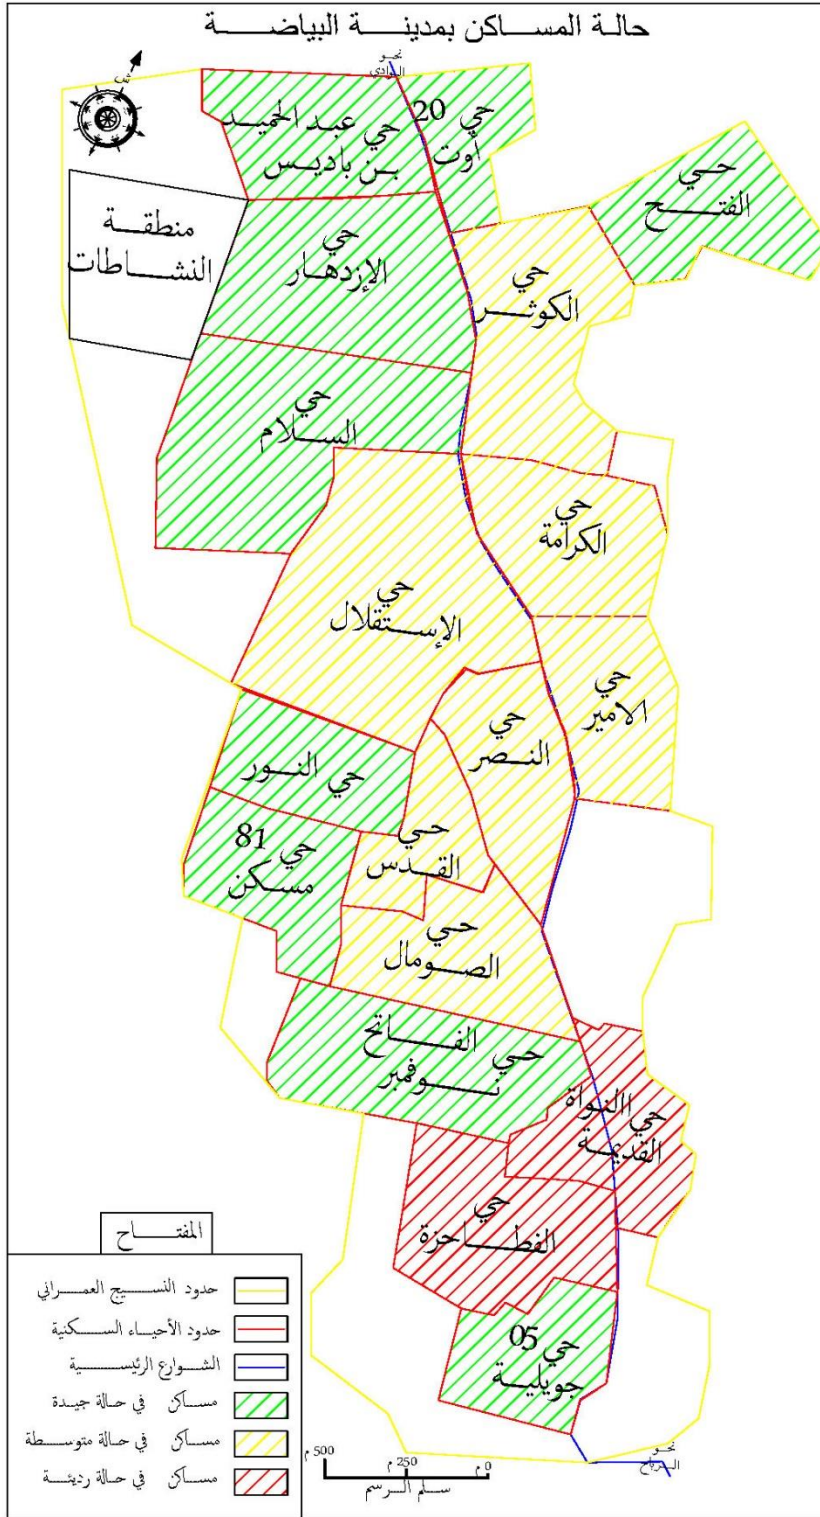 حالة المساكن بمدينة البياضة
نحو
الوادي
ش
حي عبد الحميد
بن باديس
حي 20
أوت
حي
الفتح
منطقة
النشاطات
حي
الإزدهار
حي
الكوثر
حي
السلام
حي
الكرامة
حي
الإستقلال
حي
الامير
حي
النصر
حي النور
حي
القدس
حي 81
مسكن
حي
الصومال
حي الفاتح
نوفمبر
حي االنواة
القديمة
حي
الفطاحزة
حي 05
جويلية
نحو
الرباح
المفتاح
حدود النسيج العمراني
حدود الأحياء السكنية
الشوارع الرئيسية
مساكن في حالة جيدة
مساكن في حالة متوسطة
مساكن في حالة رديئة
500 م
250 م
0 م
سلم الرسم